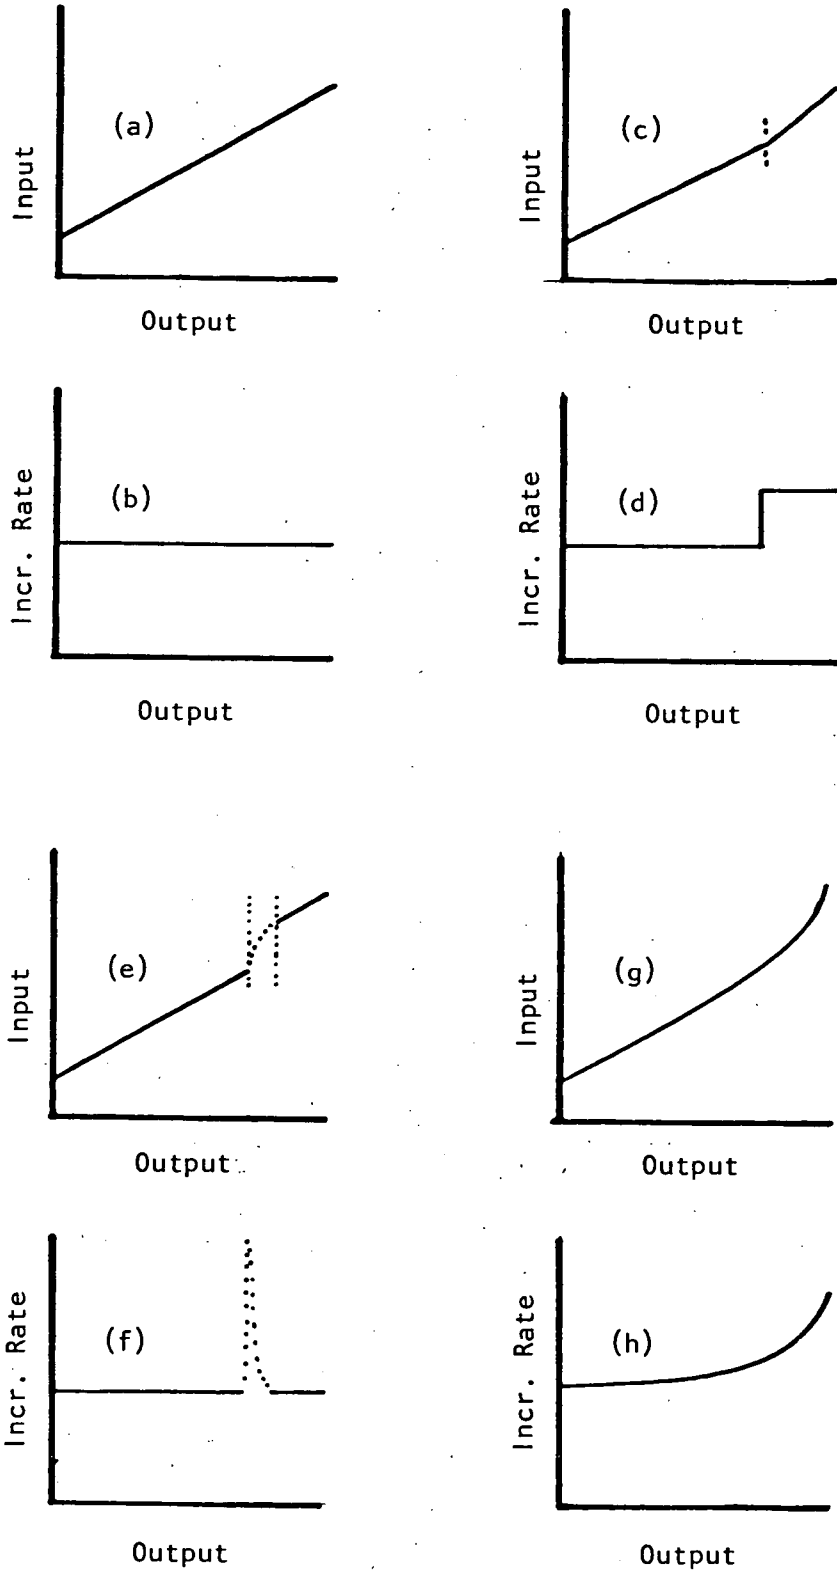 (a)
Input
Output
(c)
Input
Output
(b)
Incr. Rate
Output
(d)
Incr. Rate
Output
(e)
Input
Output
(g)
Input
Output
(f)
Incr. Rate
Output
(h)
Incr. Rate
Output